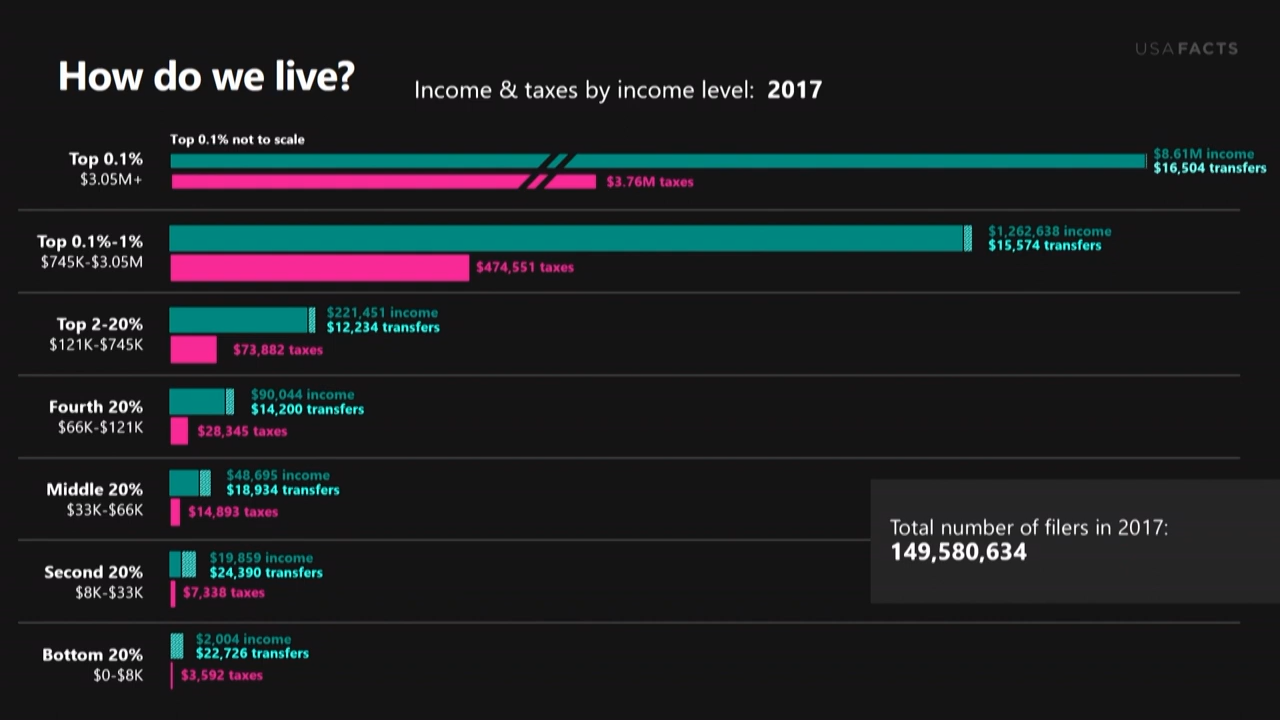 USAFACTS
How do we live?
Income & taxes by income level: 2017
Top 0.1% not to scale
Top 0.1%
$3.05M+
$8.61M income
$16,504 transfers
$3.76M taxes
Top 0.1%-1%
$745K-$3.05M
$1,262,638 income
$15,574 transfers
$474,551 taxes
Top 2-20%
$121K-$745K
$221,451 income
$12,234 transfers
$73,882 taxes
Fourth 20%
$66K-$121K
$90,044 income
$14,200 transfers
$28,345 taxes
Middle 20%
$33K-$66K
$48,695 income
$18,934 transfers
$14,893 taxes
Total number of filers in 2017:
149,580,634
Second 20%
$8K-$33K
$19,859 income
$24,390 transfers
$7,338 taxes
Bottom 20%
$0-$8K
$2,004 income
$22,726 transfers
$3,592 taxes